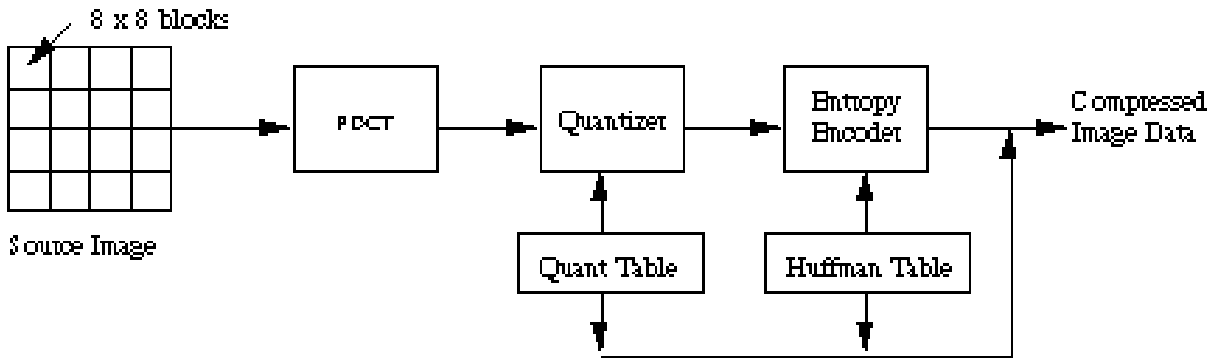 8 x 8 blocks
FDCT
Quantizer
Entropy
Encoder
Compressed
Image Data
Source Image
Quant Table
Huffman Table